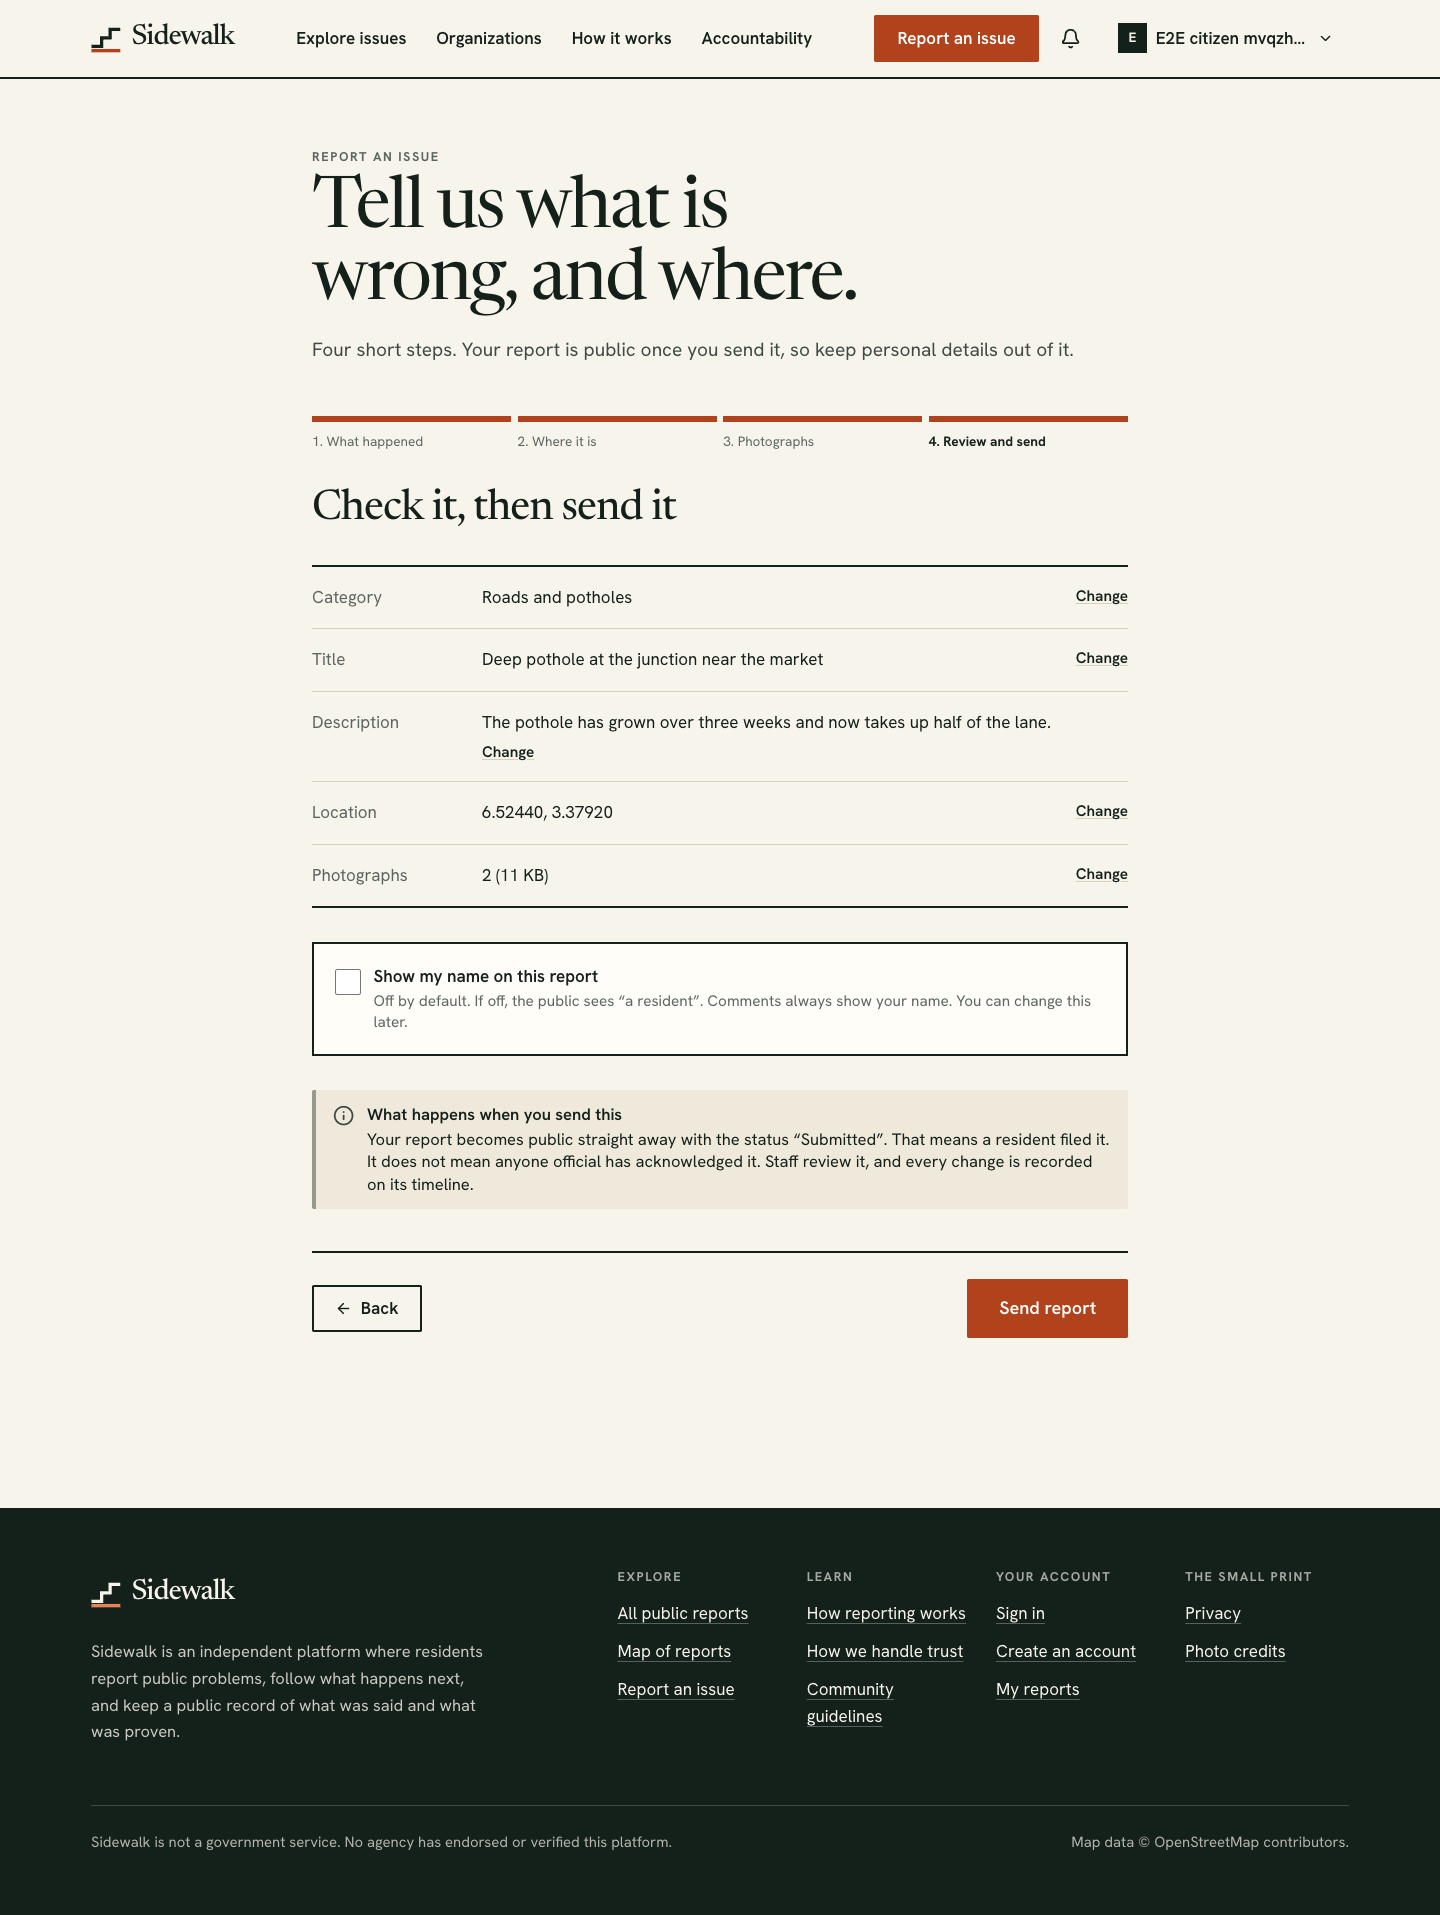 Sidewalk
Explore issues
Organizations
How it works
Accountability
Report an issue
E
E2E citizen mvqzh...
REPORT AN ISSUE
Tell us what is
wrong, and where.
Four short steps. Your report is public once you send it, so keep personal details out of it.
1. What happened
2. Where it is
3. Photographs
4. Review and send
Check it, then send it
Category
Roads and potholes
Change
Title
Deep pothole at the junction near the market
Change
Description
The pothole has grown over three weeks and now takes up half of the lane.
Change
Location
6.52440, 3.37920
Change
Photographs
2 (11 KB)
Change
Show my name on this report
Off by default. If off, the public sees “a resident”. Comments always show your name. You can change this
later.
What happens when you send this
Your report becomes public straight away with the status “Submitted”. That means a resident filed it.
It does not mean anyone official has acknowledged it. Staff review it, and every change is recorded
on its timeline.
Back
Send report
Sidewalk
Sidewalk is an independent platform where residents
report public problems, follow what happens next,
and keep a public record of what was said and what
was proven.
EXPLORE
All public reports
Map of reports
Report an issue
LEARN
How reporting works
How we handle trust
Community
guidelines
YOUR ACCOUNT
Sign in
Create an account
My reports
THE SMALL PRINT
Privacy
Photo credits
Sidewalk is not a government service. No agency has endorsed or verified this platform.
Map data © OpenStreetMap contributors.